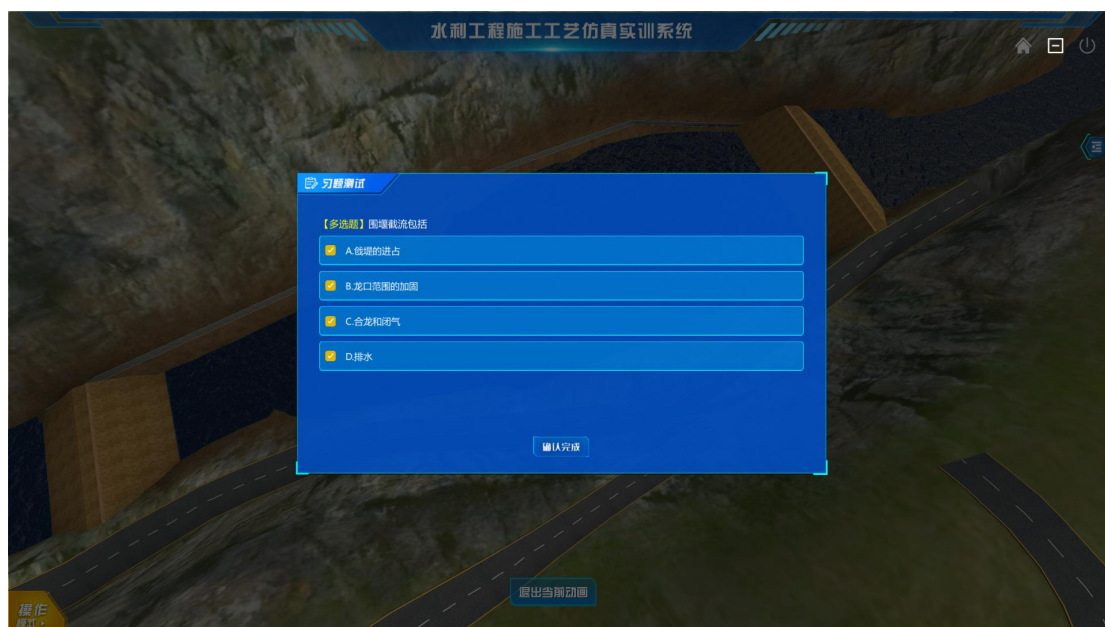 水利工程施工工艺仿真实训系统
习题测试
【多选题】围堰截流包括
A.戗堤的进占
B.龙口范围的加固
C.合龙和闭气
D.排水
确认完成
退出当前动画
操作
模式